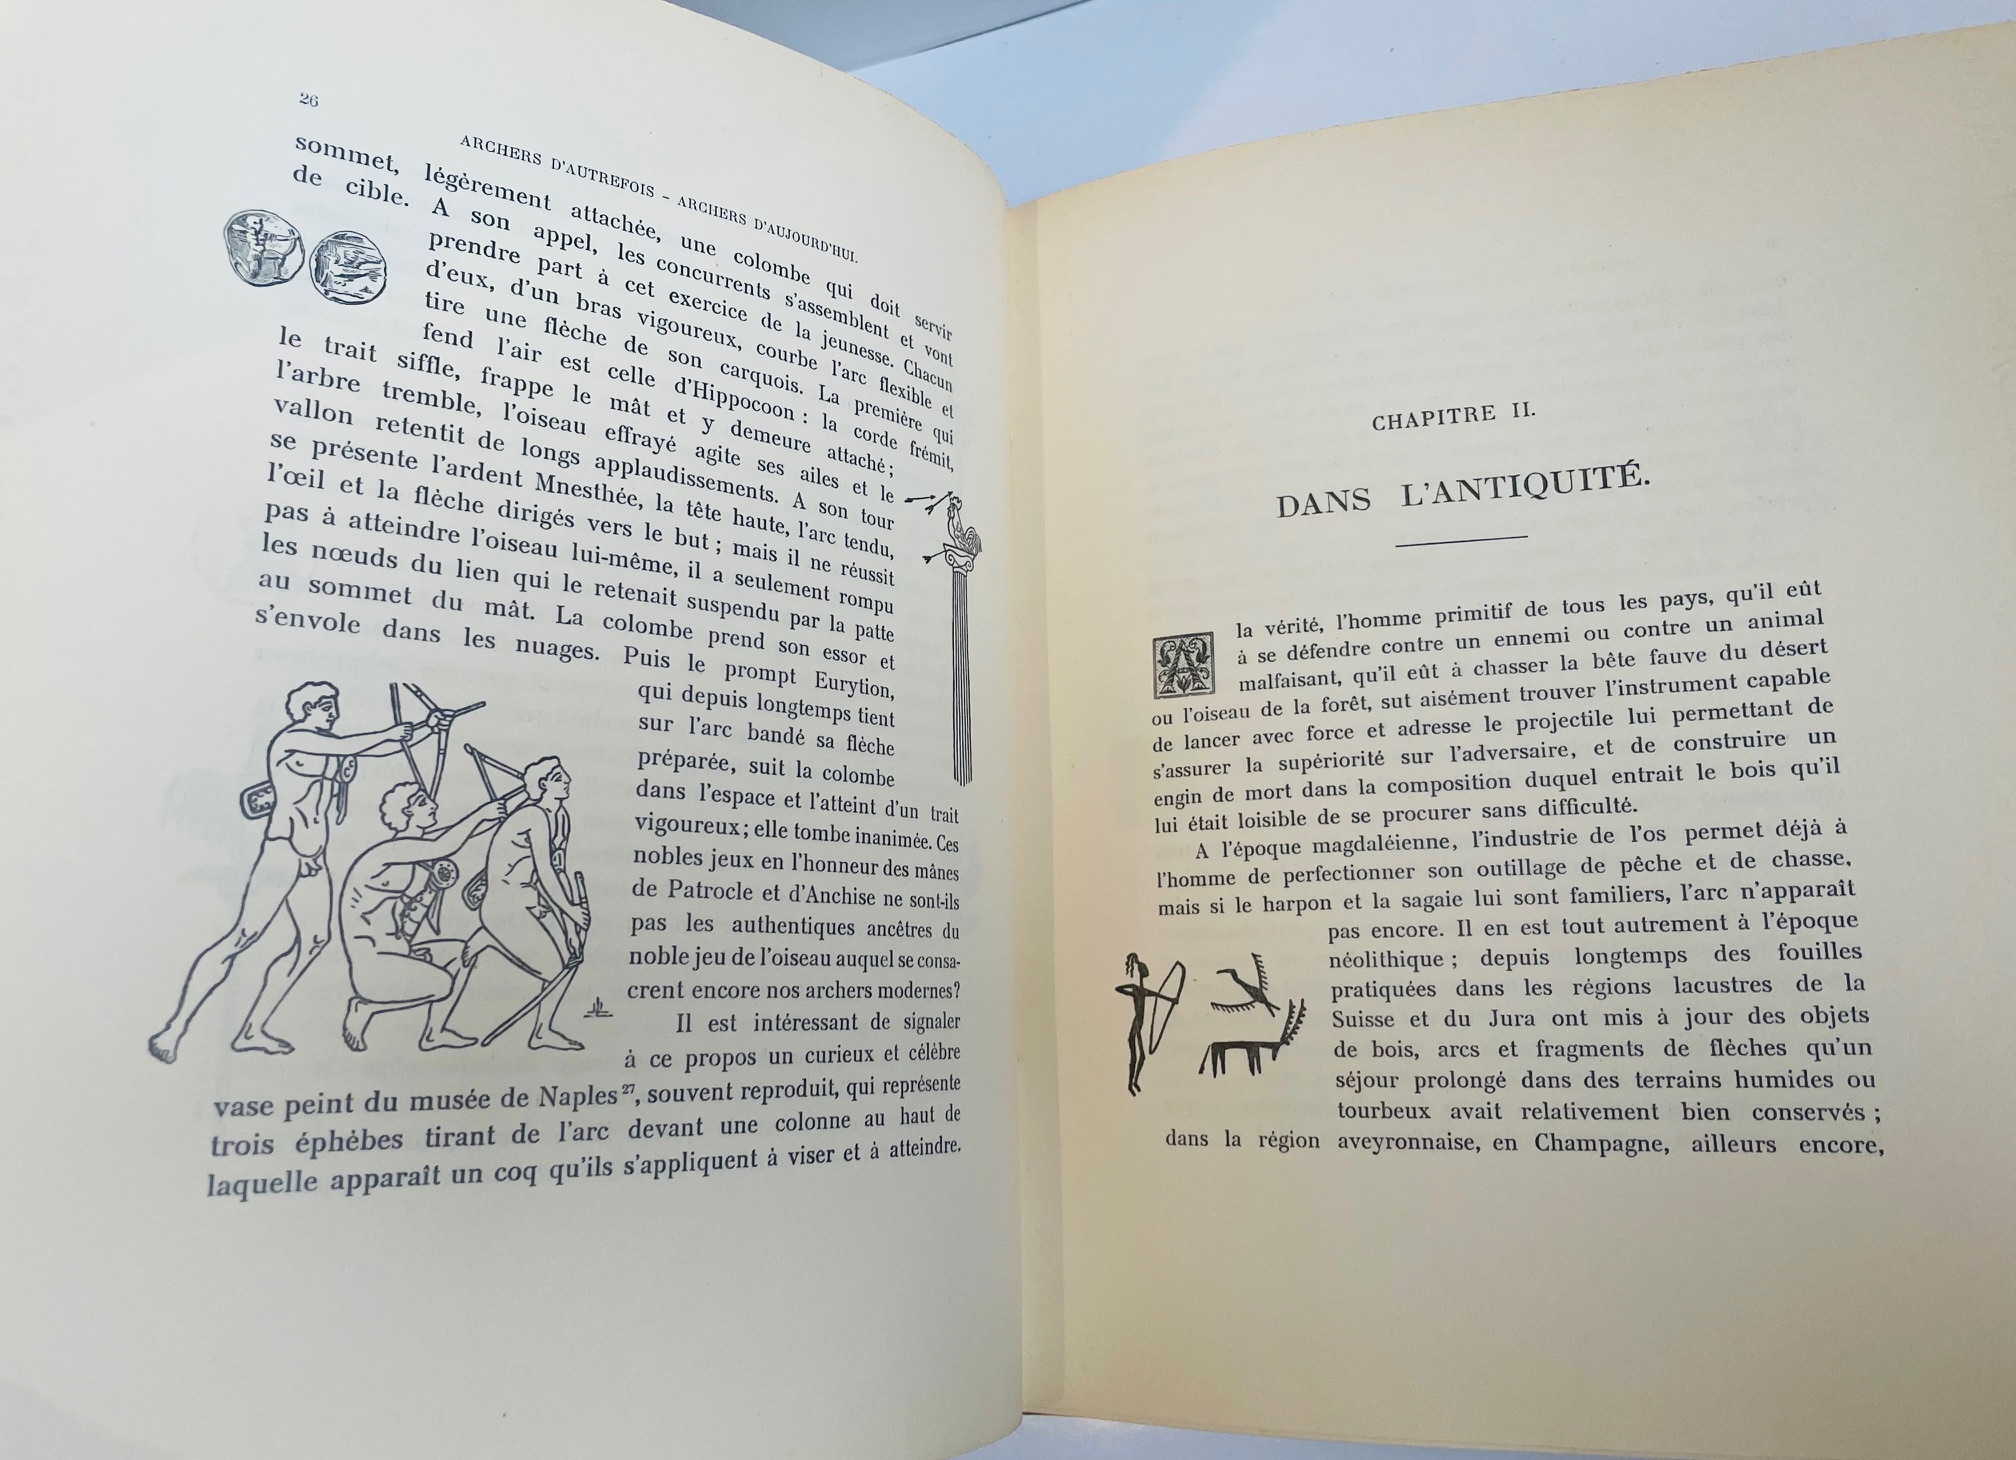 26
ARCHERS D'AUTREFOIS – ARCHERS D'AUJOURD'HUI.
sommet, légèrement attachée, une colombe qui doit servir
de cible. A son appel, les concurrents s'assemblent et vont
prendre part à cet exercice de la jeunesse. Chacun
d'eux, d'un bras vigoureux, courbe l'arc flexible et
tire une flèche de son carquois. La première qui
fend l'air est celle d'Hippocoon : la corde frémit,
le trait siffle, frappe le mât et y demeure attaché ;
l'arbre tremble, l'oiseau effrayé agite ses ailes et le
vallon retentit de longs applaudissements. A son tour
se présente l'ardent Mnesthée, la tête haute, l'arc tendu,
l'œil et la flèche dirigés vers le but ; mais il ne réussit
pas à atteindre l'oiseau lui-même, il a seulement rompu
les nœuds du lien qui le retenait suspendu par la patte
au sommet du mât. La colombe prend son essor et
s'envole dans les nuages. Puis le prompt Eurytion,
qui depuis longtemps tient
sur l'arc bandé sa flèche
préparée, suit la colombe
dans l'espace et l'atteint d'un trait
vigoureux ; elle tombe inanimée. Ces
nobles jeux en l'honneur des mânes
de Patrocle et d'Anchise ne sont-ils
pas les authentiques ancêtres du
noble jeu de l'oiseau auquel se consa-
crent encore nos archers modernes?
Il est intéressant de signaler
à ce propos un curieux et célèbre
vase peint du musée de Naples²⁷, souvent reproduit, qui représente
trois éphèbes tirant de l'arc devant une colonne au haut de
laquelle apparaît un coq qu'ils s'appliquent à viser et à atteindre.
CHAPITRE II.
DANS L'ANTIQUITÉ.
A la vérité, l'homme primitif de tous les pays, qu'il eût
à se défendre contre un ennemi ou contre un animal
malfaisant, qu'il eût à chasser la bête fauve du désert
ou l'oiseau de la forêt, sut aisément trouver l'instrument capable
de lancer avec force et adresse le projectile lui permettant de
s'assurer la supériorité sur l'adversaire, et de construire un
engin de mort dans la composition duquel entrait le bois qu'il
lui était loisible de se procurer sans difficulté.
A l'époque magdaléienne, l'industrie de l'os permet déjà à
l'homme de perfectionner son outillage de pêche et de chasse,
mais si le harpon et la sagaie lui sont familiers, l'arc n'apparaît
pas encore. Il en est tout autrement à l'époque
néolithique ; depuis longtemps des fouilles
pratiquées dans les régions lacustres de la
Suisse et du Jura ont mis à jour des objets
de bois, arcs et fragments de flèches qu'un
séjour prolongé dans des terrains humides ou
tourbeux avait relativement bien conservés ;
dans la région aveyronnaise, en Champagne, ailleurs encore,